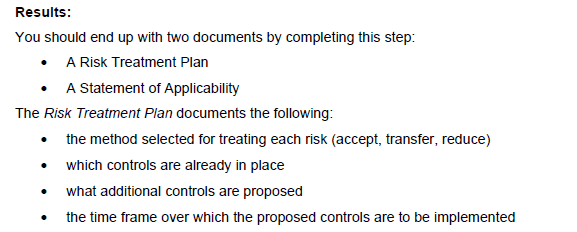 Results:
You should end up with two documents by completing this step:
• A Risk Treatment Plan
• A Statement of Applicability
The Risk Treatment Plan documents the following:
• the method selected for treating each risk (accept, transfer, reduce)
• which controls are already in place
• what additional controls are proposed
• the time frame over which the proposed controls are to be implemented